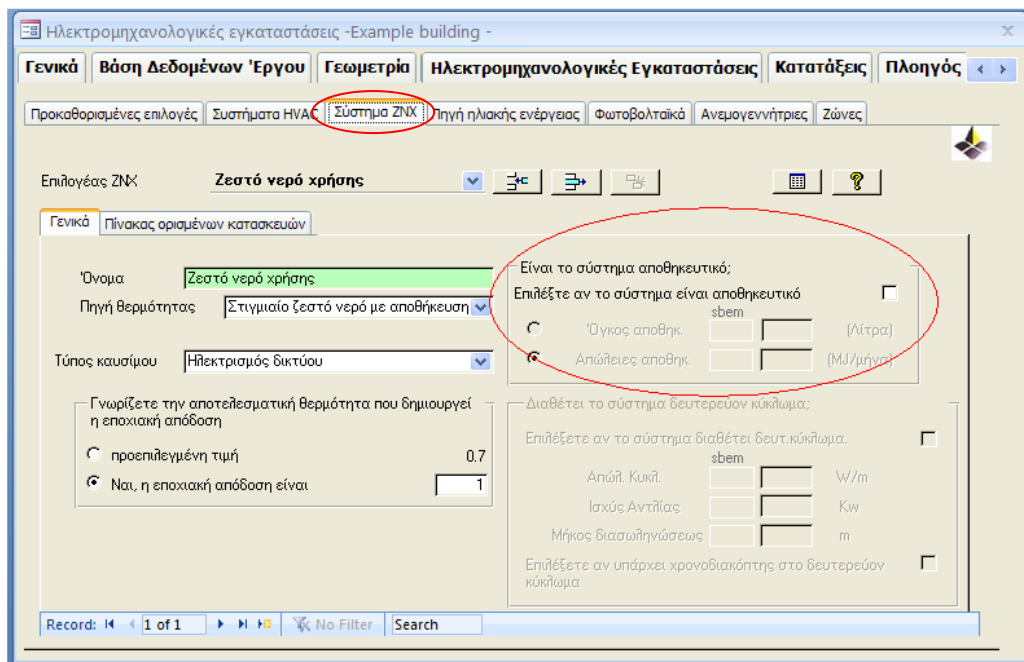 Ηλεκτρομηχανολογικές εγκαταστάσεις -Example building -
Γενικά Βάση Δεδομένων Έργου Γεωμετρία Ηλεκτρομηχανολογικές Εγκαταστάσεις Κατατάξεις Πλοηγός
Προκαθορισμένες επιλογές Συστήματα HVAC Σύστημα ΖΝΧ Πηγή ηλιακής ενέργειας Φωτοβολταϊκά Ανεμογεννήτριες Ζώνες
Επιλογέας ΖΝΧ Ζεστό νερό χρήσης
Γενικά Πίνακας ορισμένων κατασκευών
Όνομα Ζεστό νερό χρήσης
Πηγή θερμότητας Στιγμιαίο ζεστό νερό με αποθήκευση
Τύπος καυσίμου Ηλεκτρισμός δικτύου
Γνωρίζετε την αποτελεσματική θερμότητα που δημιουργεί
η εποχιακή απόδοση
προεπιλεγμένη τιμή 0.7
Ναι, η εποχιακή απόδοση είναι 1
Είναι το σύστημα αποθηκευτικό;
Επιλέξτε αν το σύστημα είναι αποθηκευτικό
sbem
Όγκος αποθηκ. (Λίτρα)
Απώλειες αποθηκ. (MJ/μήνα)
Διαθέτει το σύστημα δευτερεύον κύκλωμα;
Επιλέξετε αν το σύστημα διαθέτει δευτ.κύκλωμα.
sbem
Απώλ. Κυκλ. W/m
Ισχύς Αντλίας Kw
Μήκος διασωληνώσεως m
Επιλέξετε αν υπάρχει χρονοδιακόπτης στο δευτερεύον
κύκλωμα
Record: 1 of 1 No Filter Search